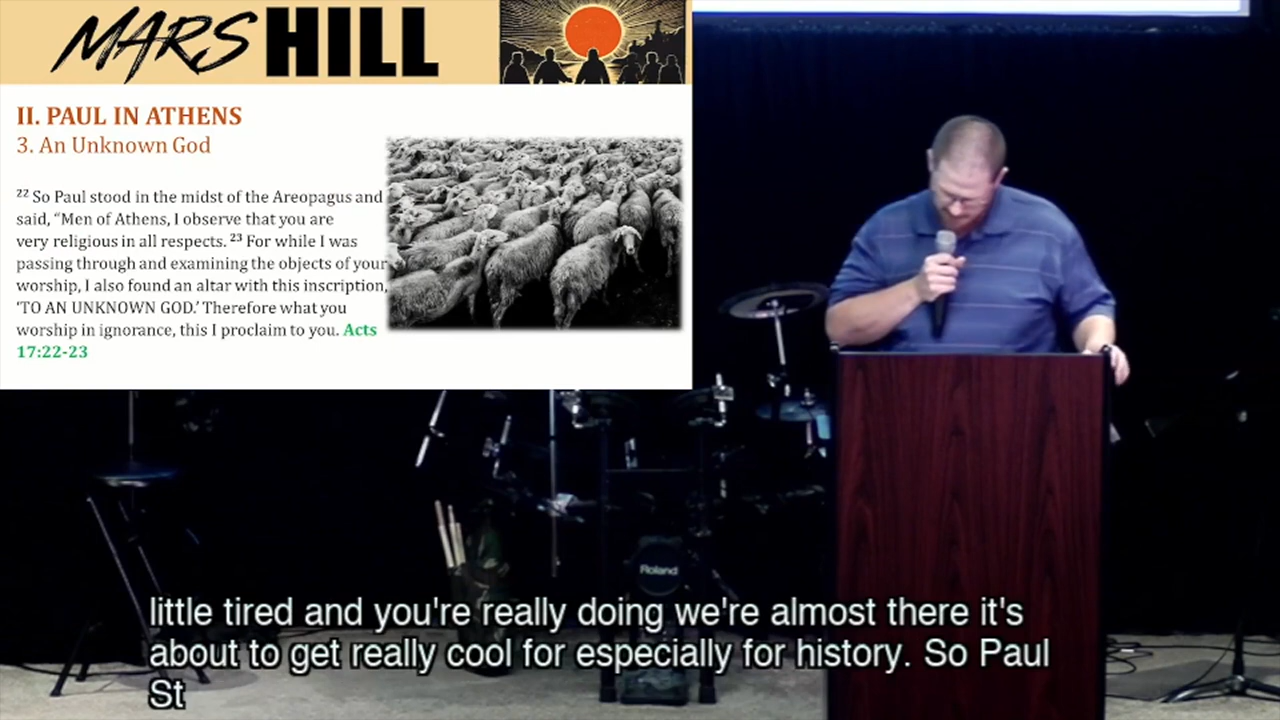 MARS HILL
II. PAUL IN ATHENS
3. An Unknown God
22 So Paul stood in the midst of the Areopagus and
said, “Men of Athens, I observe that you are
very religious in all respects. 23 For while I was
passing through and examining the objects of your
worship, I also found an altar with this inscription,
‘TO AN UNKNOWN GOD.’ Therefore what you
worship in ignorance, this I proclaim to you. Acts
17:22-23
Roland
little tired and you're really doing we're almost there it's
about to get really cool for especially for history. So Paul
St